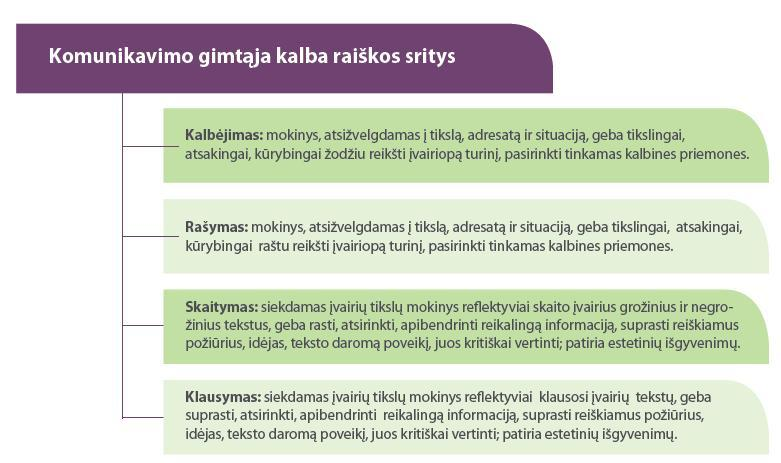 Komunikavimo gimtąja kalba raiškos sritys
Kalbėjimas: mokinys, atsižvelgdamas į tikslą, adresatą ir situaciją, geba tikslingai,
atsakingai, kūrybingai žodžiu reikšti įvairiopą turinį, pasirinkti tinkamas kalbines priemones.
Rašymas: mokinys, atsižvelgdamas į tikslą, adresatą ir situaciją, geba tikslingai, atsakingai,
kūrybingai raštu reikšti įvairiopą turinį, pasirinkti tinkamas kalbines priemones.
Skaitymas: siekdamas įvairių tikslų mokinys reflektyviai skaito įvairius grožinius ir negro-
žinius tekstus, geba rasti, atsirinkti, apibendrinti reikalingą informaciją, suprasti reiškiamus
požiūrius, idėjas, teksto daromą poveikį, juos kritiškai vertinti; patiria estetinių išgyvenimų.
Klausymas: siekdamas įvairių tikslų mokinys reflektyviai klausosi įvairių tekstų, geba
suprasti, atsirinkti, apibendrinti reikalingą informaciją, suprasti reiškiamus požiūrius,
idėjas, teksto daromą poveikį, juos kritiškai vertinti; patiria estetinių išgyvenimų.